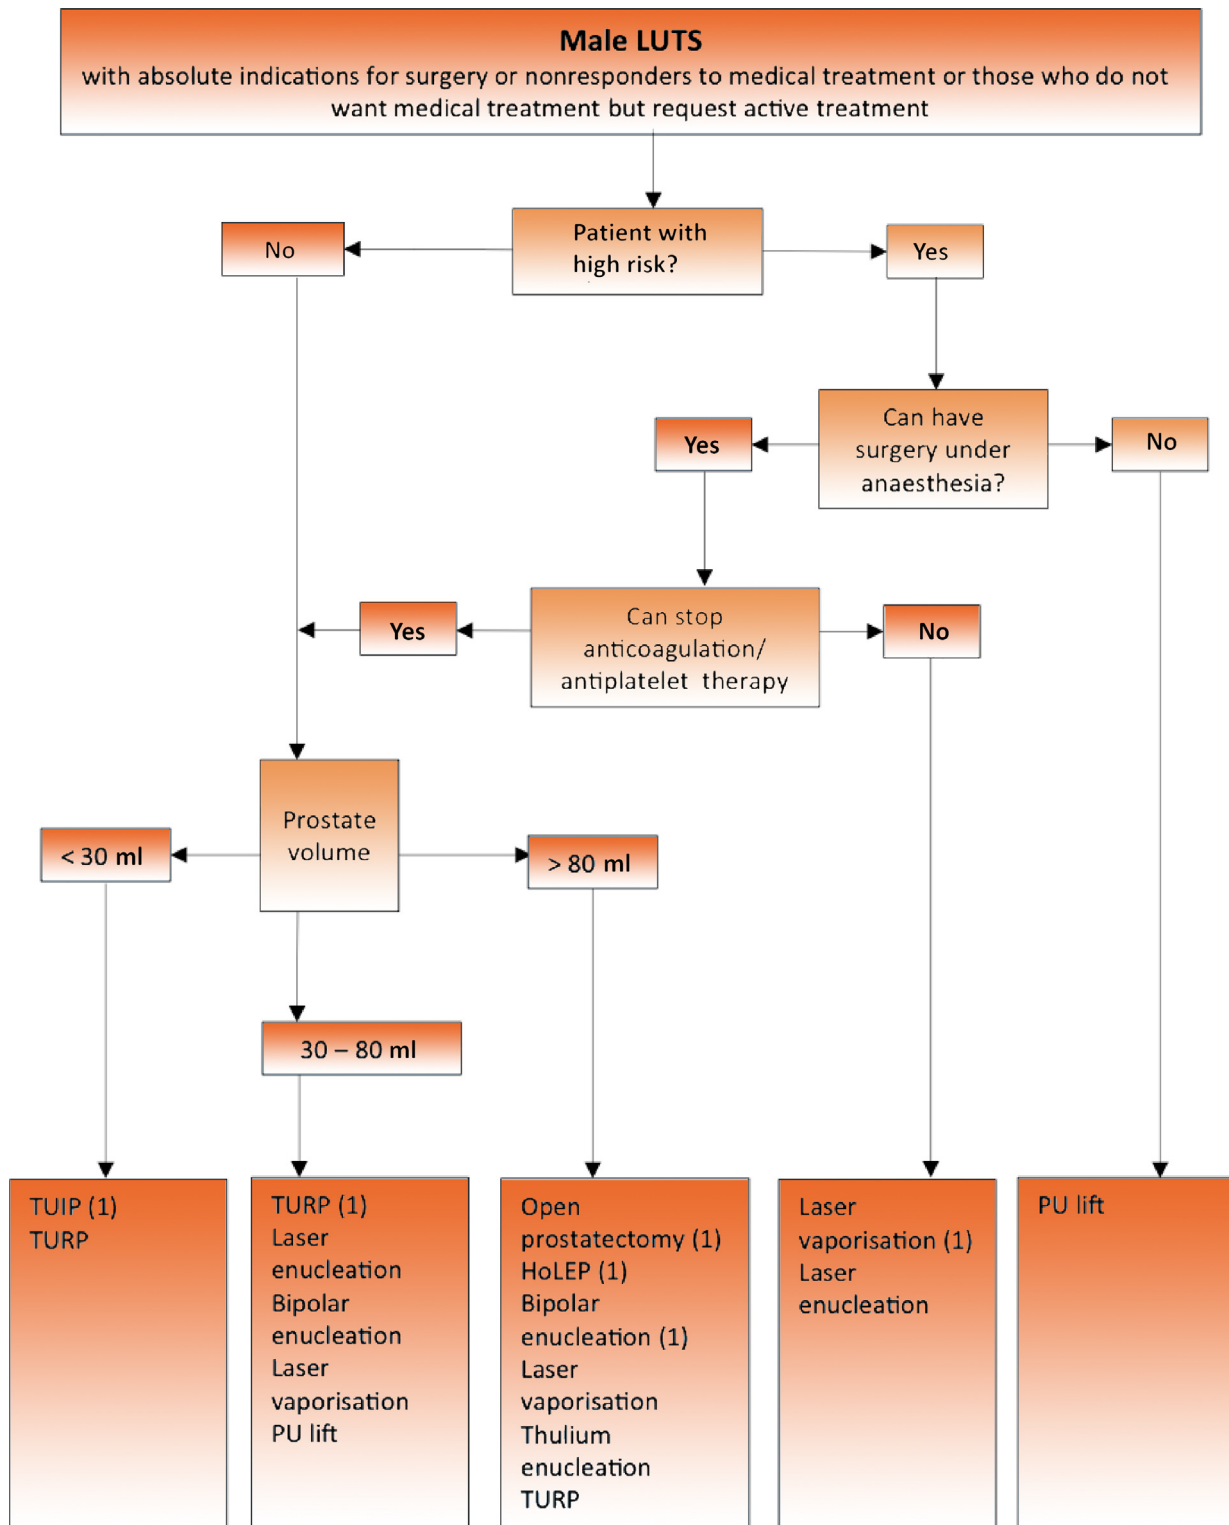 Male LUTS
with absolute indications for surgery or nonresponders to medical treatment or those who do not
want medical treatment but request active treatment
No
Patient with
high risk?
Yes
Can have
surgery under
anaesthesia?
Yes
No
Can stop
anticoagulation/
antiplatelet therapy
Yes
No
Prostate
volume
< 30 ml
> 80 ml
30 – 80 ml
TUIP (1)
TURP
TURP (1)
Laser
enucleation
Bipolar
enucleation
Laser
vaporisation
PU lift
Open
prostatectomy (1)
HoLEP (1)
Bipolar
enucleation (1)
Laser
vaporisation
Thulium
enucleation
TURP
Laser
vaporisation (1)
Laser
enucleation
PU lift